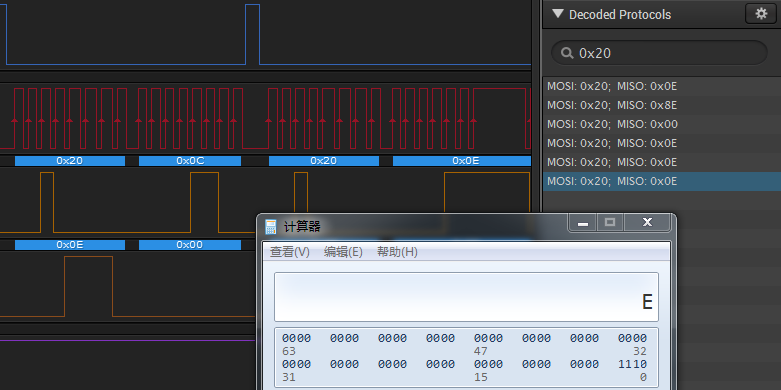 Decoded Protocols
0x20
MOSI: 0x20;  MISO: 0x0E
MOSI: 0x20;  MISO: 0x8E
MOSI: 0x20;  MISO: 0x00
MOSI: 0x20;  MISO: 0x0E
MOSI: 0x20;  MISO: 0x0E
MOSI: 0x20;  MISO: 0x0E
0x20 0x0C 0x20 0x0E
0x0E 0x00
计算器
查看(V) 编辑(E) 帮助(H)
E
0000 0000 0000 0000 0000 0000 0000 0000
63 47 32
0000 0000 0000 0000 0000 0000 0000 1110
31 15 0